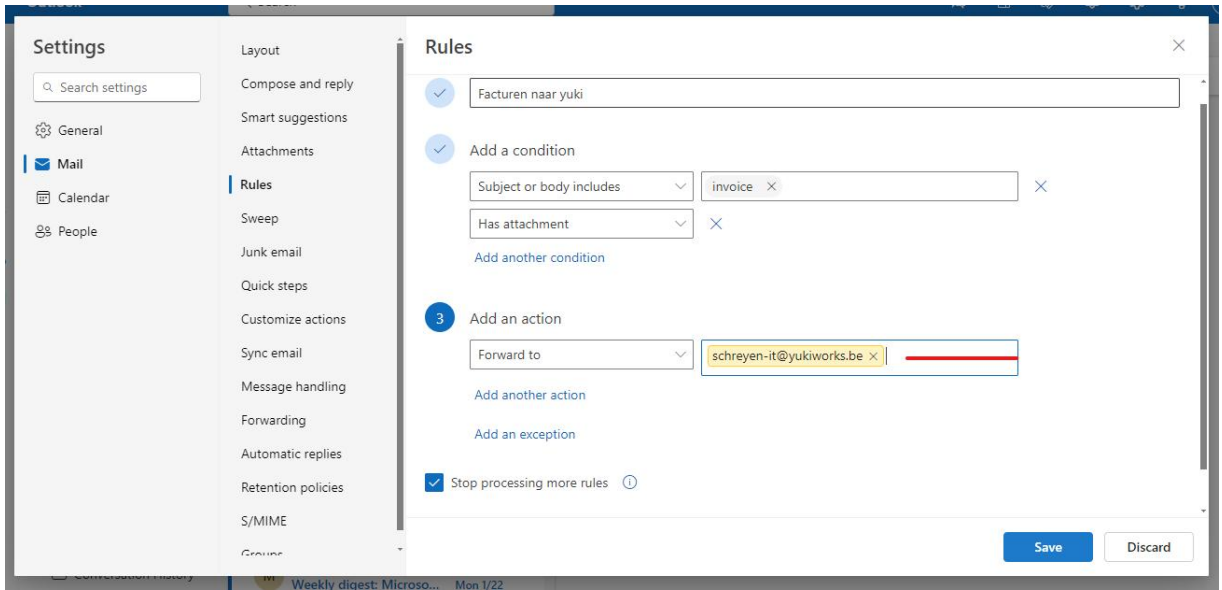 Settings
Search settings
General
Mail
Calendar
People
Layout
Compose and reply
Smart suggestions
Attachments
Rules
Sweep
Junk email
Quick steps
Customize actions
Sync email
Message handling
Forwarding
Automatic replies
Retention policies
S/MIME
Groups
Rules
Facturen naar yuki
Add a condition
Subject or body includes
invoice
Has attachment
Add another condition
3
Add an action
Forward to
schreyen-it@yukiworks.be
Add another action
Add an exception
Stop processing more rules
Save
Discard
Conversation History
M
Weekly digest: Microso... Mon 1/22